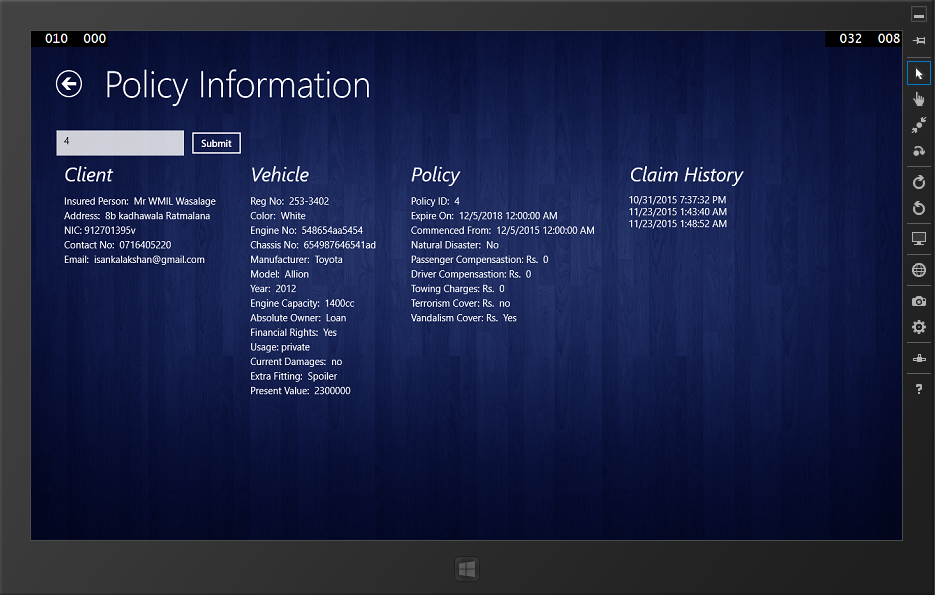 010 000
032 008
Policy Information
4
Submit
Client
Insured Person: Mr WMIL Wasalage
Address: 8b kadhawala Ratmalana
NIC: 912701395v
Contact No: 0716405220
Email: isankalakshan@gmail.com
Vehicle
Reg No: 253-3402
Color: White
Engine No: 548654aa5454
Chassis No: 654987646541ad
Manufacturer: Toyota
Model: Allion
Year: 2012
Engine Capacity: 1400cc
Absolute Owner: Loan
Financial Rights: Yes
Usage: private
Current Damages: no
Extra Fitting: Spoiler
Present Value: 2300000
Policy
Policy ID: 4
Expire On: 12/5/2018 12:00:00 AM
Commenced From: 12/5/2015 12:00:00 AM
Natural Disaster: No
Passenger Compensastion: Rs. 0
Driver Compensastion: Rs. 0
Towing Charges: Rs. 0
Terrorism Cover: Rs. no
Vandalism Cover: Rs. Yes
Claim History
10/31/2015 7:37:32 PM
11/23/2015 1:43:40 AM
11/23/2015 1:48:52 AM
?